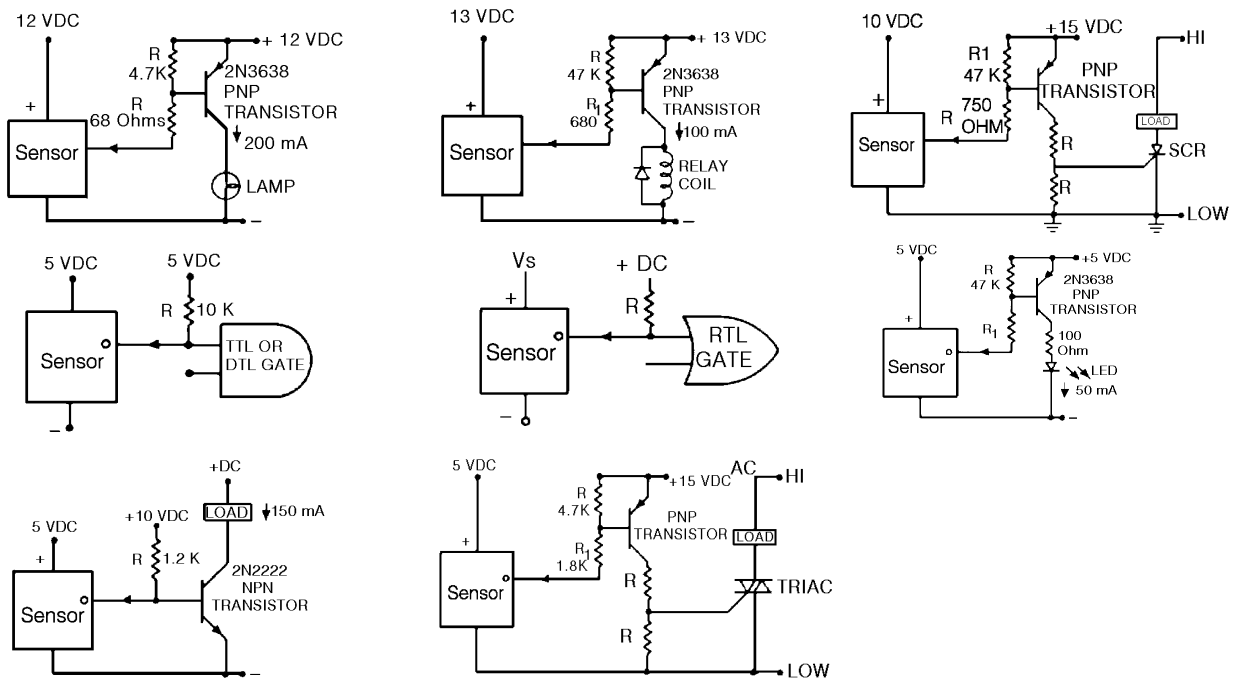 12 VDC
+ 12 VDC
R
4.7K
2N3638
PNP
TRANSISTOR
+
R
68 Ohms
200 mA
Sensor
LAMP
−
13 VDC
+ 13 VDC
R
47 K
2N3638
PNP
TRANSISTOR
+
R1
680
100 mA
Sensor
RELAY
COIL
−
10 VDC
+15 VDC
HI
R1
47 K
PNP
TRANSISTOR
+
R
750
OHM
LOAD
Sensor
R
SCR
R
LOW
5 VDC
5 VDC
R
10 K
Sensor
TTL OR
DTL GATE
−
Vs
+ DC
+
R
Sensor
RTL
GATE
−
5 VDC
+5 VDC
R
47 K
2N3638
PNP
TRANSISTOR
+
R1
100
Ohm
Sensor
LED
50 mA
−
+DC
LOAD
150 mA
5 VDC
+10 VDC
+
R
1.2 K
2N2222
NPN
TRANSISTOR
Sensor
−
5 VDC
+15 VDC
AC
HI
R
4.7K
PNP
TRANSISTOR
LOAD
+
R1
1.8K
Sensor
R
TRIAC
R
LOW